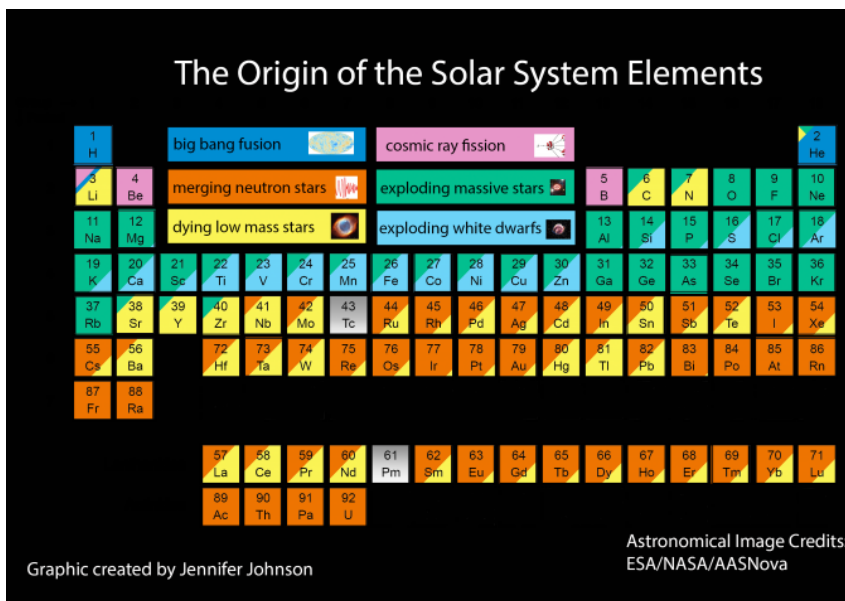 The Origin of the Solar System Elements
1 H
big bang fusion
cosmic ray fission
2 He
3 Li
4 Be
merging neutron stars
exploding massive stars
5 B
6 C
7 N
8 O
9 F
10 Ne
11 Na
12 Mg
dying low mass stars
exploding white dwarfs
13 Al
14 Si
15 P
16 S
17 Cl
18 Ar
19 K
20 Ca
21 Sc
22 Ti
23 V
24 Cr
25 Mn
26 Fe
27 Co
28 Ni
29 Cu
30 Zn
31 Ga
32 Ge
33 As
34 Se
35 Br
36 Kr
37 Rb
38 Sr
39 Y
40 Zr
41 Nb
42 Mo
43 Tc
44 Ru
45 Rh
46 Pd
47 Ag
48 Cd
49 In
50 Sn
51 Sb
52 Te
53 I
54 Xe
55 Cs
56 Ba
72 Hf
73 Ta
74 W
75 Re
76 Os
77 Ir
78 Pt
79 Au
80 Hg
81 Tl
82 Pb
83 Bi
84 Po
85 At
86 Rn
87 Fr
88 Ra
57 La
58 Ce
59 Pr
60 Nd
61 Pm
62 Sm
63 Eu
64 Gd
65 Tb
66 Dy
67 Ho
68 Er
69 Tm
70 Yb
71 Lu
89 Ac
90 Th
91 Pa
92 U
Graphic created by Jennifer Johnson
Astronomical Image Credits:
ESA/NASA/AASNova